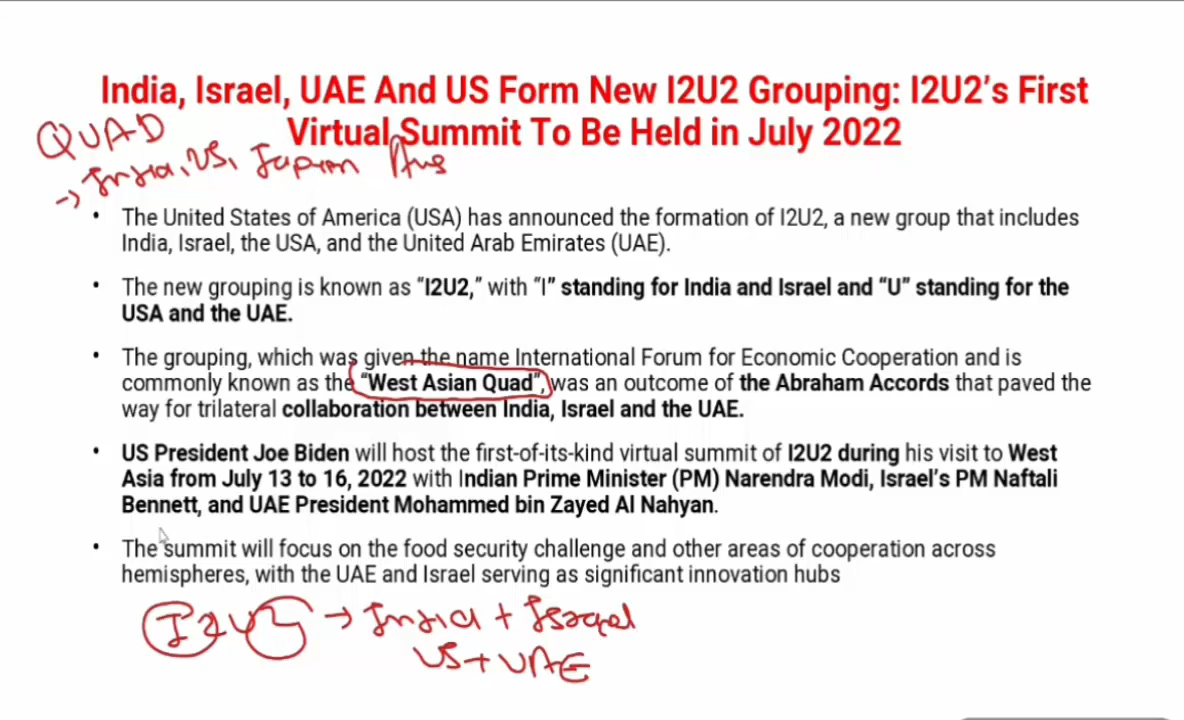 India, Israel, UAE And US Form New I2U2 Grouping: I2U2's First
Virtual Summit To Be Held in July 2022
QUAD
→ India, US, Japan Aus
• The United States of America (USA) has announced the formation of I2U2, a new group that includes
India, Israel, the USA, and the United Arab Emirates (UAE).
• The new grouping is known as “I2U2,” with “I” standing for India and Israel and “U” standing for the
USA and the UAE.
• The grouping, which was given the name International Forum for Economic Cooperation and is
commonly known as the “West Asian Quad”, was an outcome of the Abraham Accords that paved the
way for trilateral collaboration between India, Israel and the UAE.
• US President Joe Biden will host the first-of-its-kind virtual summit of I2U2 during his visit to West
Asia from July 13 to 16, 2022 with Indian Prime Minister (PM) Narendra Modi, Israel's PM Naftali
Bennett, and UAE President Mohammed bin Zayed Al Nahyan.
• The summit will focus on the food security challenge and other areas of cooperation across
hemispheres, with the UAE and Israel serving as significant innovation hubs
I2U2 → India + Israel
US + UAE